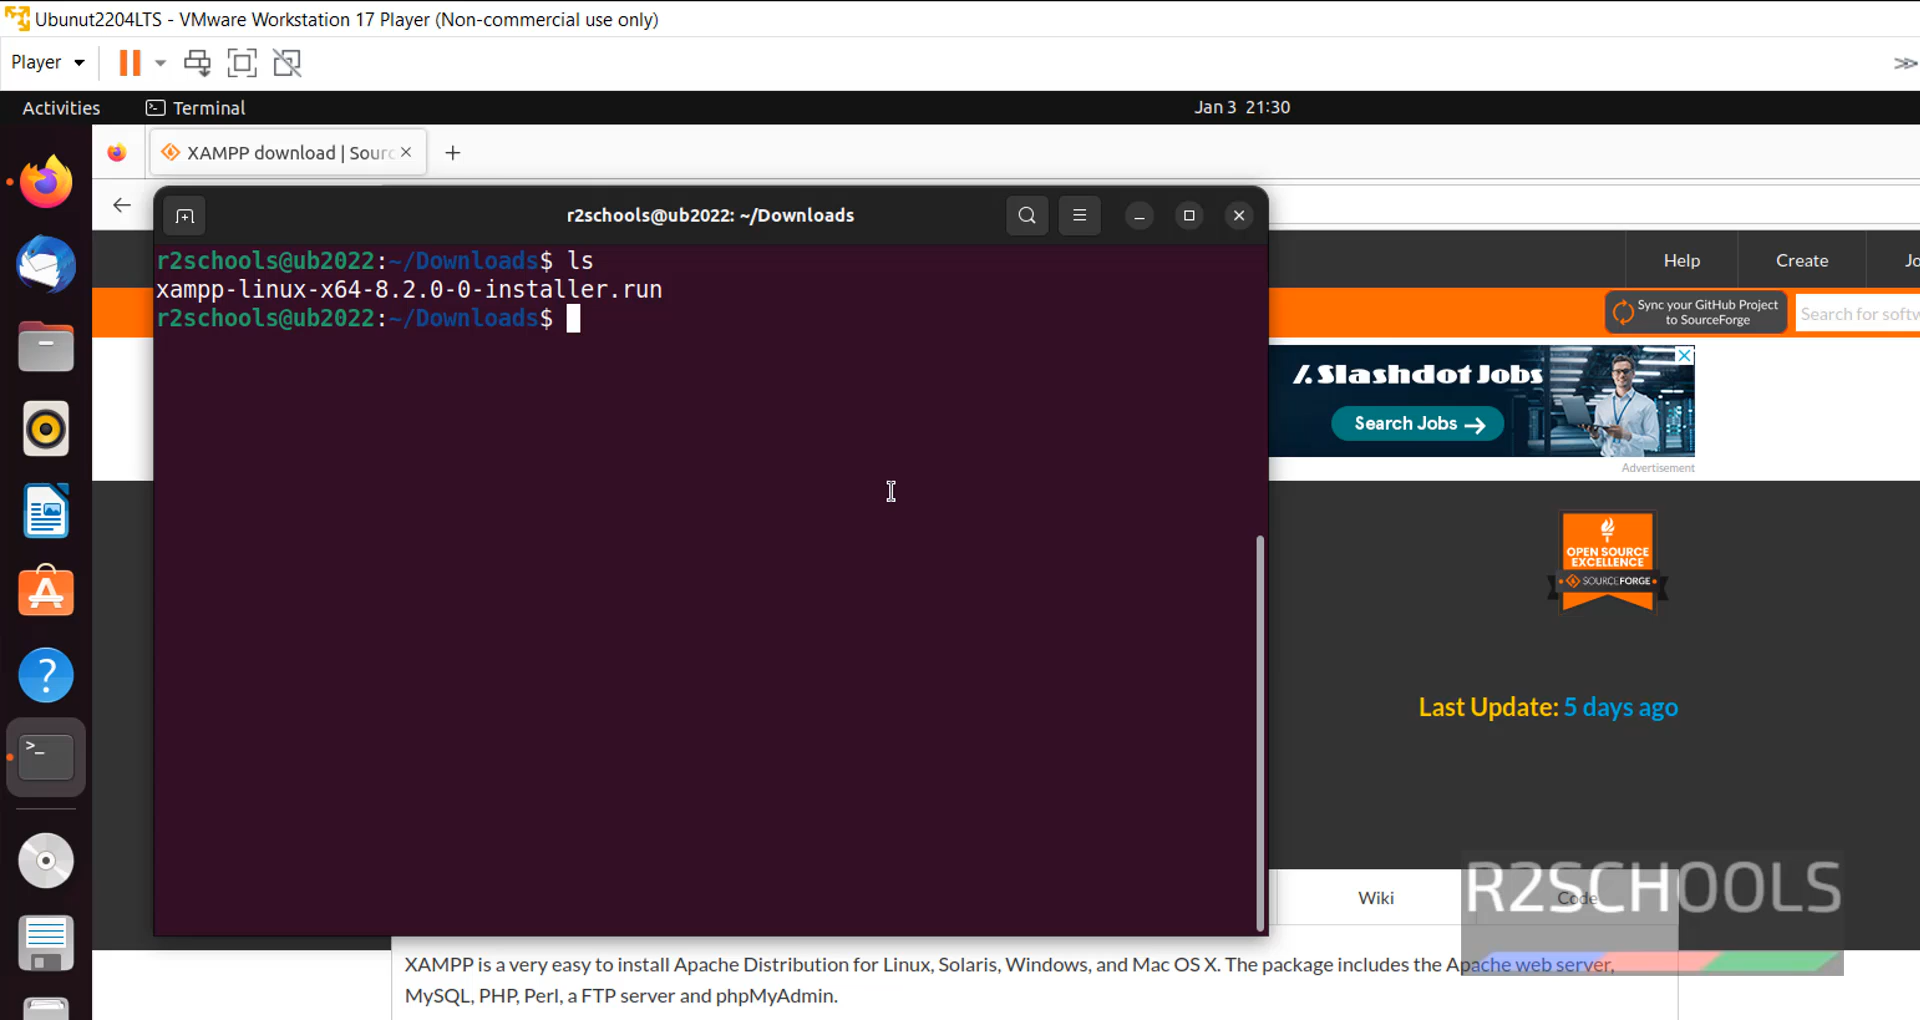 Ubunut2204LTS - VMware Workstation 17 Player (Non-commercial use only)
Player
Activities
Terminal
Jan 3 21:30
XAMPP download | Sourc
r2schools@ub2022: ~/Downloads
r2schools@ub2022:~/Downloads$ ls
xampp-linux-x64-8.2.0-0-installer.run
r2schools@ub2022:~/Downloads$
Help
Create
Jo
Sync your GitHub Project
to SourceForge
Search for softw
Slashdot Jobs
Search Jobs
Advertisement
OPEN SOURCE
EXCELLENCE
SOURCEFORGE
Last Update: 5 days ago
Wiki
Code
R2SCHOOLS
XAMPP is a very easy to install Apache Distribution for Linux, Solaris, Windows, and Mac OS X. The package includes the Apache web server,
MySQL, PHP, Perl, a FTP server and phpMyAdmin.